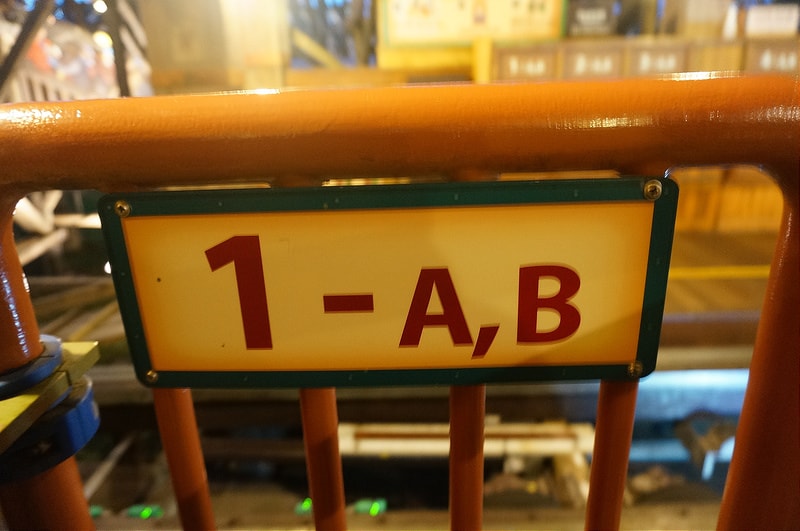 1 - A, B